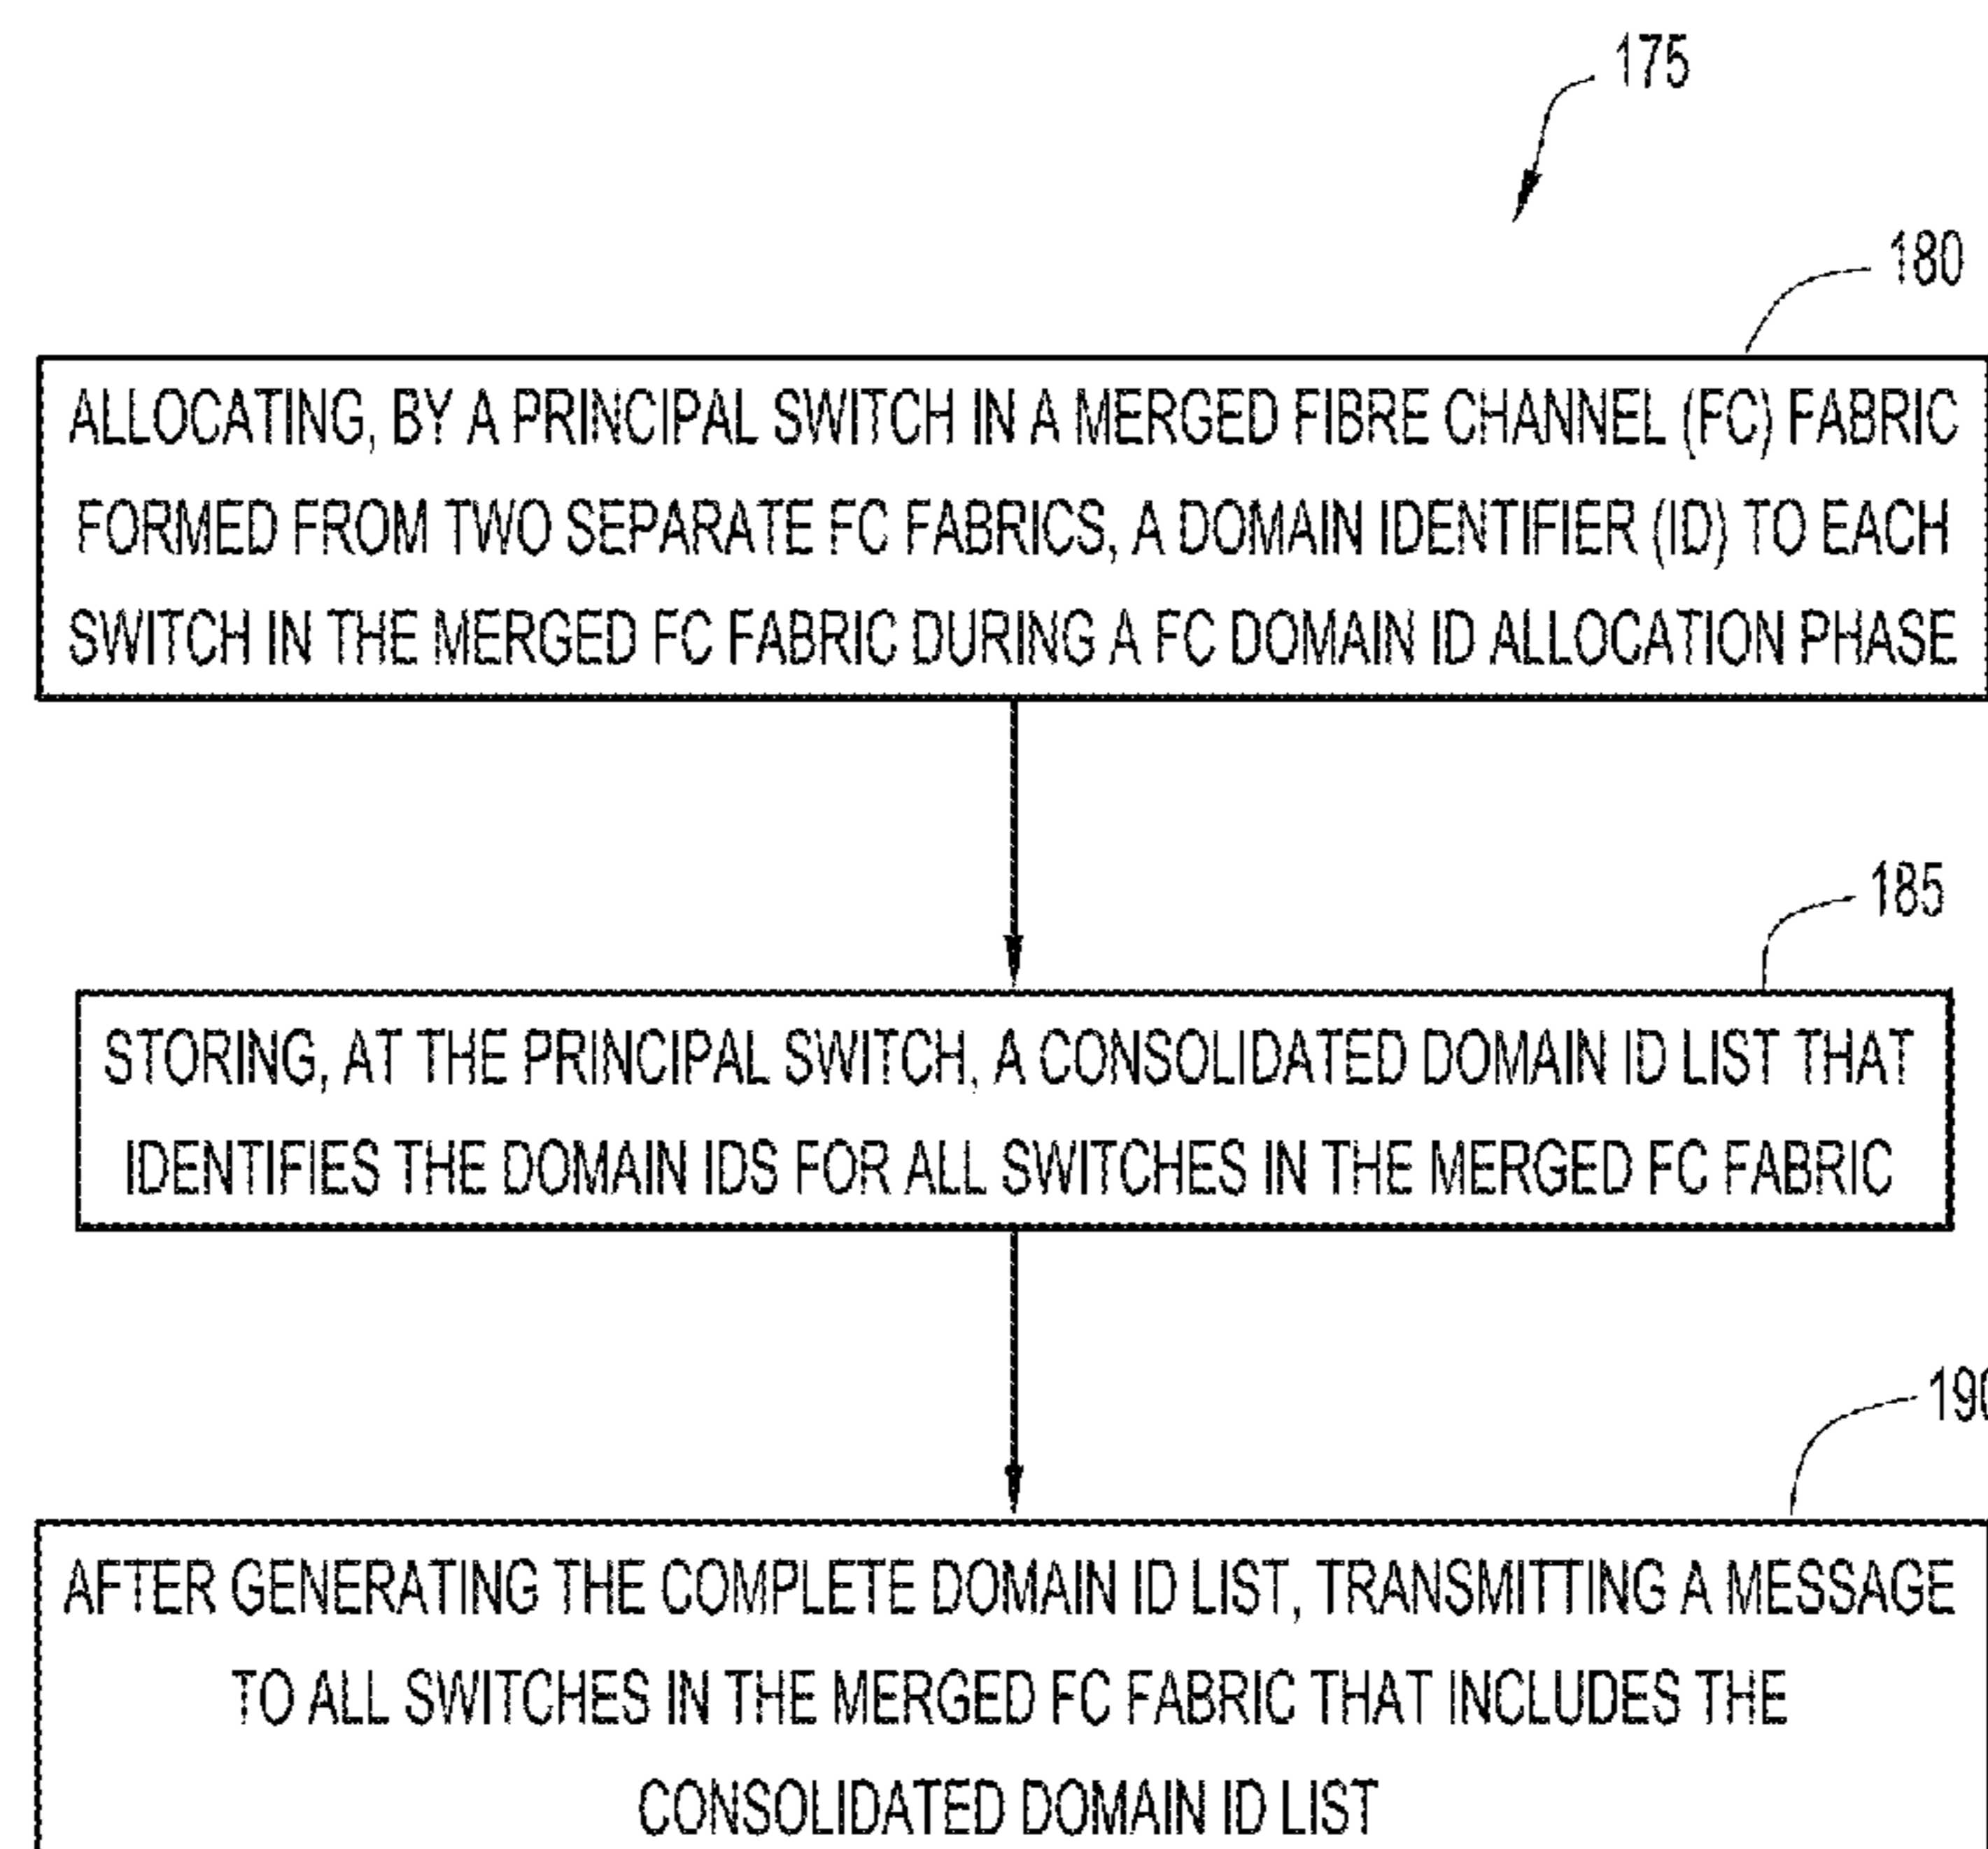 175
180
ALLOCATING, BY A PRINCIPAL SWITCH IN A MERGED FIBRE CHANNEL (FC) FABRIC
FORMED FROM TWO SEPARATE FC FABRICS, A DOMAIN IDENTIFIER (ID) TO EACH
SWITCH IN THE MERGED FC FABRIC DURING A FC DOMAIN ID ALLOCATION PHASE
185
STORING, AT THE PRINCIPAL SWITCH, A CONSOLIDATED DOMAIN ID LIST THAT
IDENTIFIES THE DOMAIN IDS FOR ALL SWITCHES IN THE MERGED FC FABRIC
190
AFTER GENERATING THE COMPLETE DOMAIN ID LIST, TRANSMITTING A MESSAGE
TO ALL SWITCHES IN THE MERGED FC FABRIC THAT INCLUDES THE
CONSOLIDATED DOMAIN ID LIST